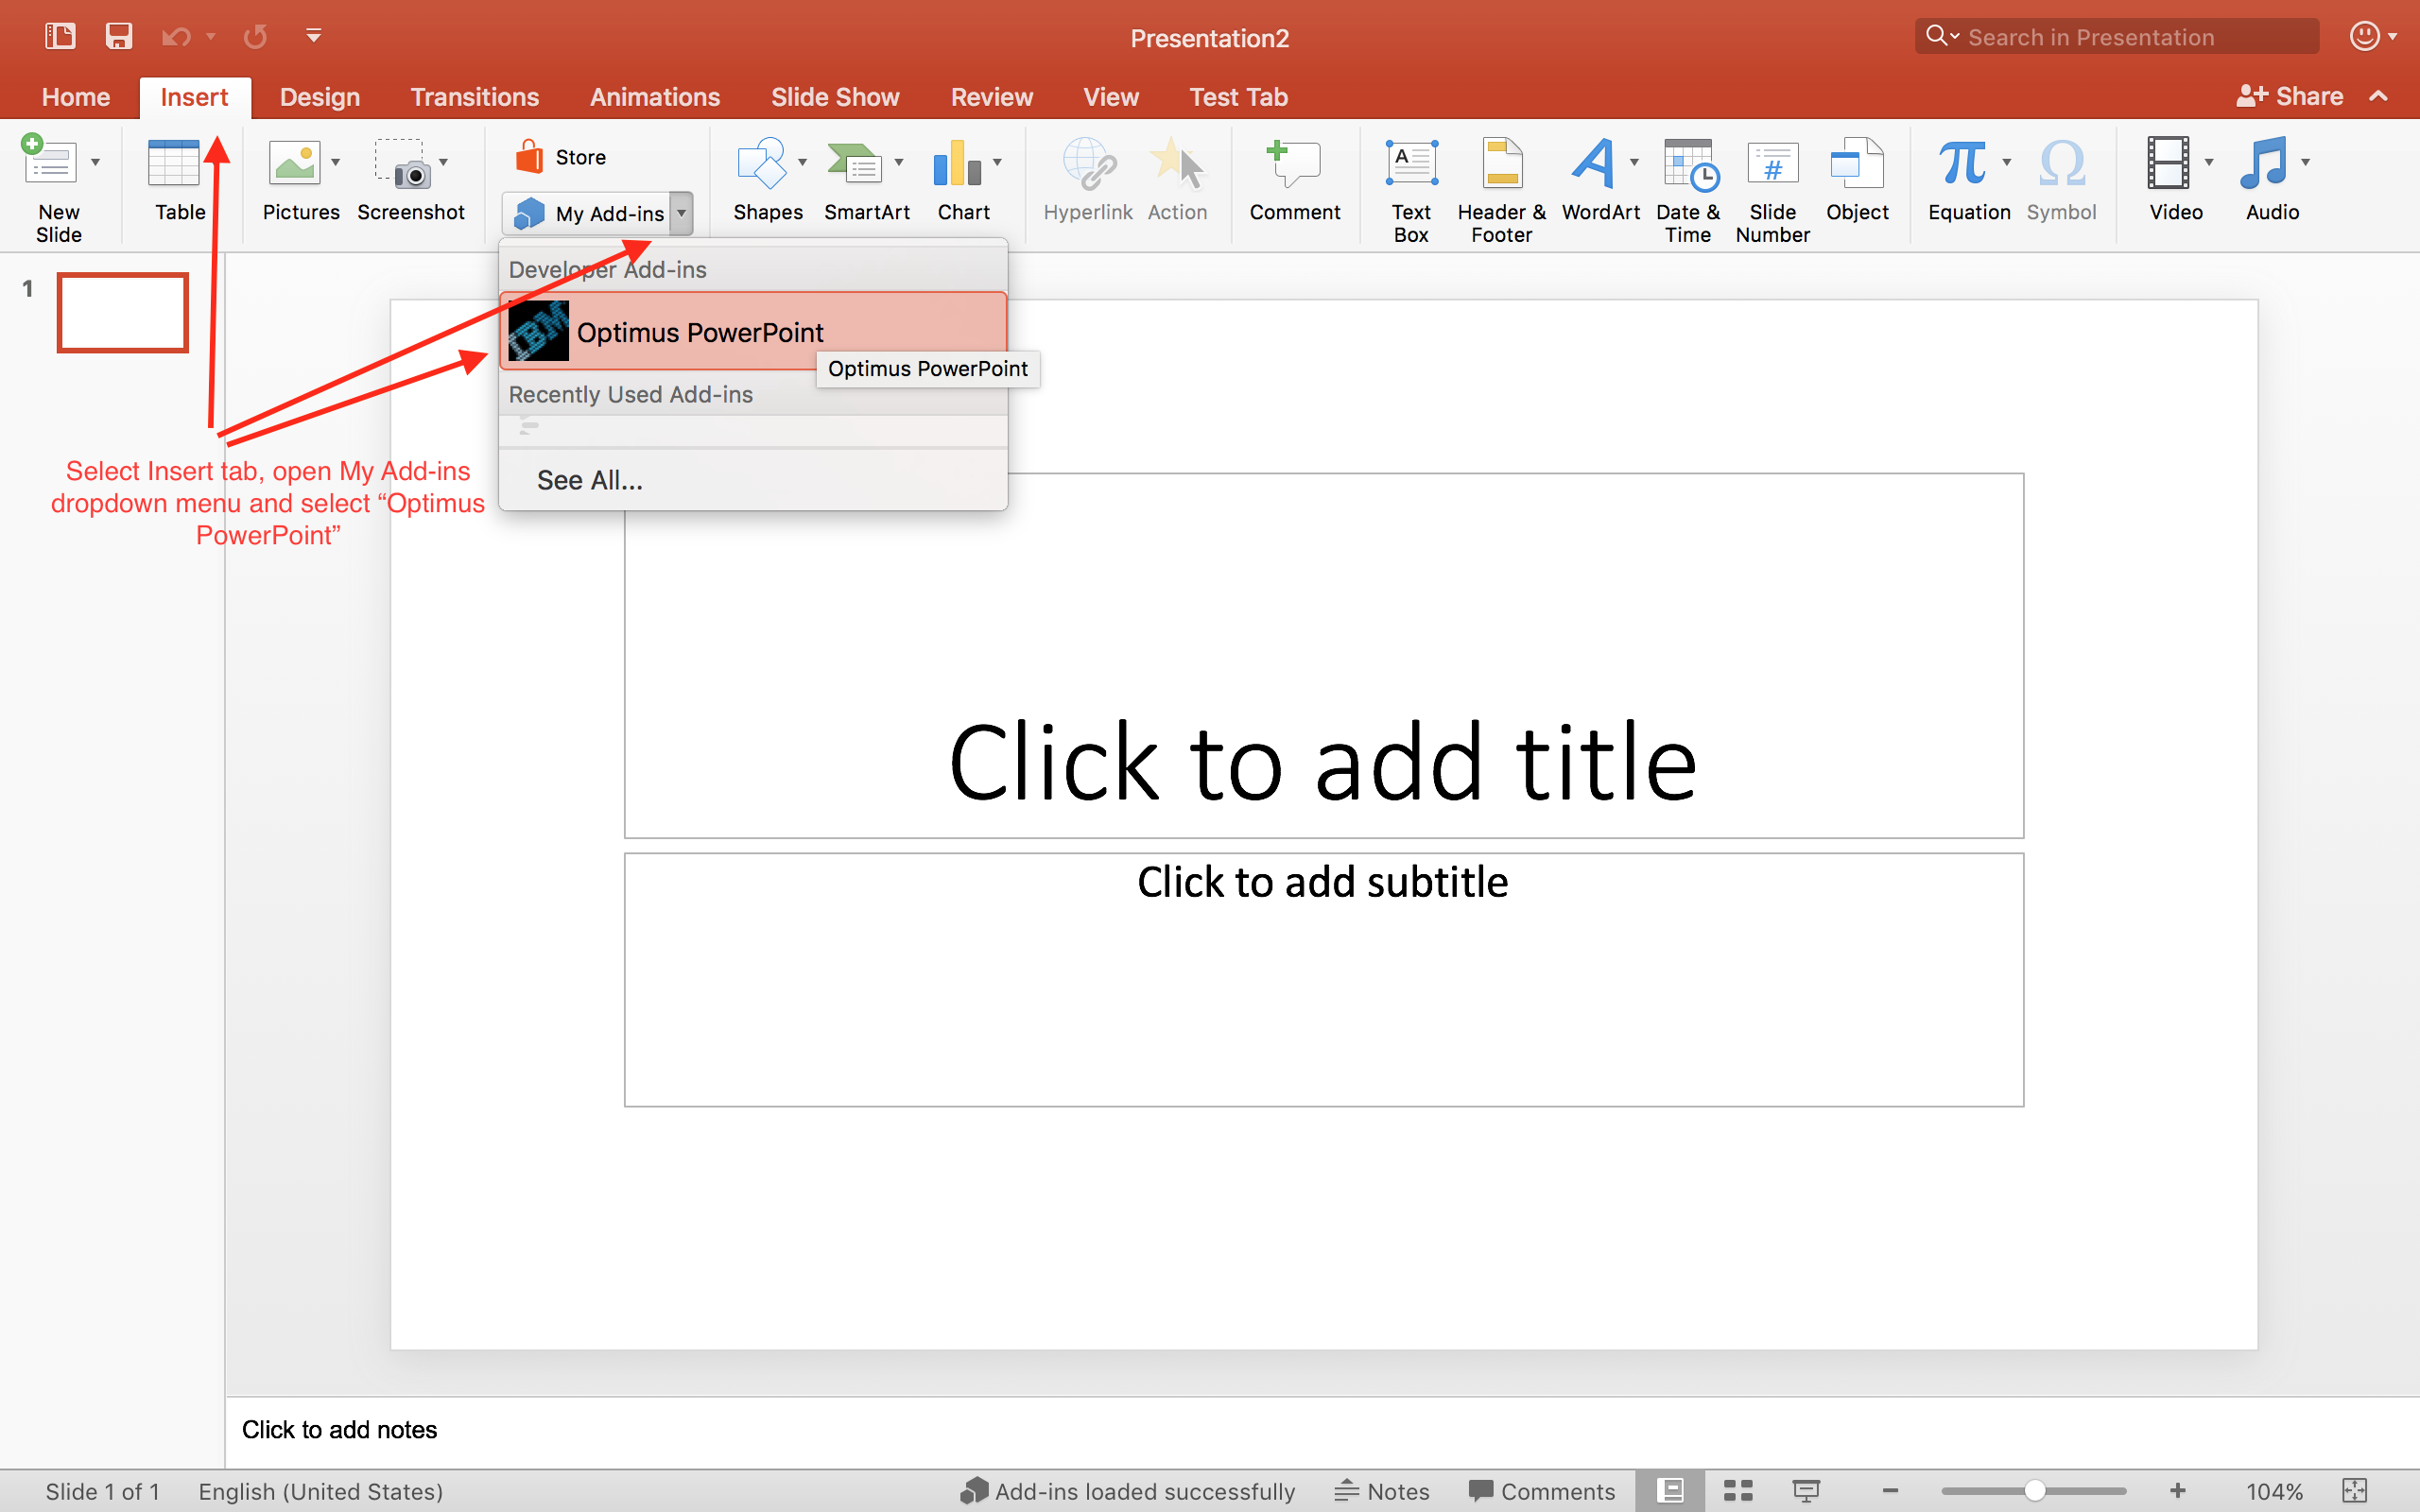 Presentation2
Search in Presentation
Home Insert Design Transitions Animations Slide Show Review View Test Tab Share
Store
My Add-ins
New Slide
Table
Pictures
Screenshot
Shapes
SmartArt
Chart
Hyperlink
Action
Comment
Text Box
Header & Footer
WordArt
Date & Time
Slide Number
Object
Equation
Symbol
Video
Audio
1
Developer Add-ins
IBM
Optimus PowerPoint
Optimus PowerPoint
Recently Used Add-ins
See All...
Select Insert tab, open My Add-ins
dropdown menu and select “Optimus
PowerPoint”
Click to add title
Click to add subtitle
Click to add notes
Slide 1 of 1 English (United States) Add-ins loaded successfully Notes Comments 104%